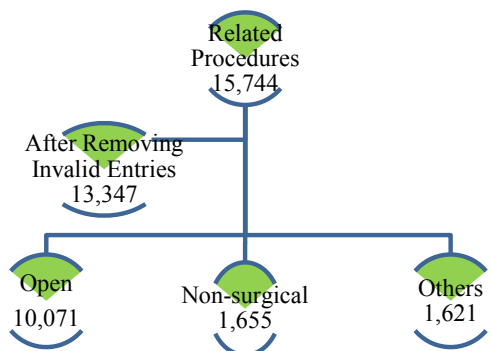 Related
Procedures
15,744
After Removing
Invalid Entries
13,347
Open
10,071
Non-surgical
1,655
Others
1,621